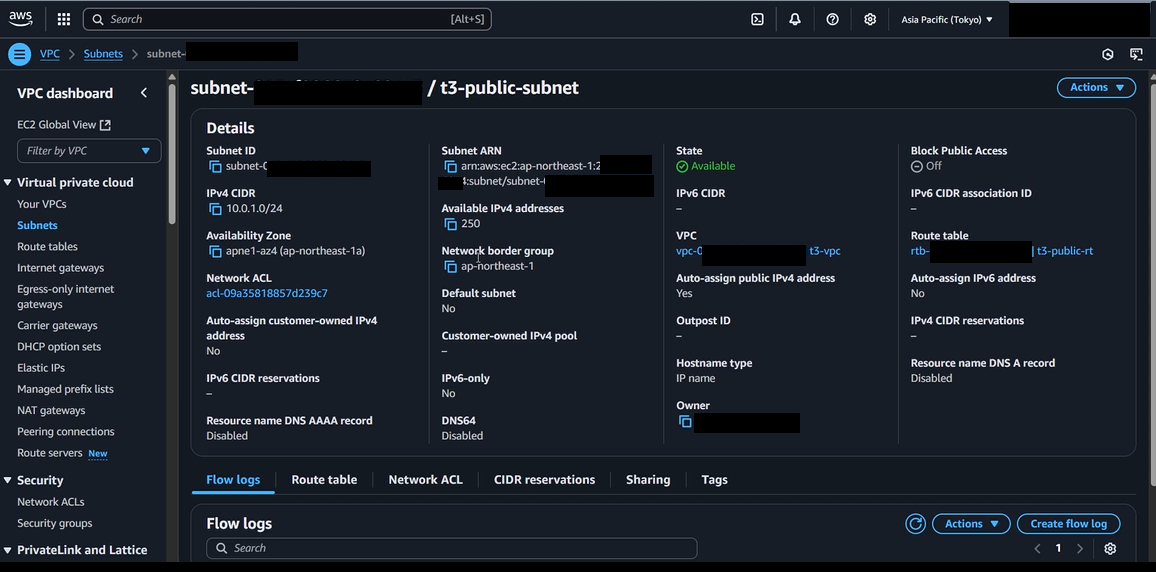 aws
Search [Alt+S]
Asia Pacific (Tokyo)
VPC > Subnets > subnet-
VPC dashboard
EC2 Global View
Filter by VPC
Virtual private cloud
Your VPCs
Subnets
Route tables
Internet gateways
Egress-only internet
gateways
Carrier gateways
DHCP option sets
Elastic IPs
Managed prefix lists
NAT gateways
Peering connections
Route servers New
Security
Network ACLs
Security groups
PrivateLink and Lattice
subnet- / t3-public-subnet
Actions
Details
Subnet ID
subnet-0
IPv4 CIDR
10.0.1.0/24
Availability Zone
apne1-az4 (ap-northeast-1a)
Network ACL
acl-09a35818857d239c7
Auto-assign customer-owned IPv4
address
No
IPv6 CIDR reservations
–
Resource name DNS AAAA record
Disabled
Subnet ARN
arn:aws:ec2:ap-northeast-1:2
4:subnet/subnet-
Available IPv4 addresses
250
Network border group
ap-northeast-1
Default subnet
No
Customer-owned IPv4 pool
–
IPv6-only
No
DNS64
Disabled
State
Available
IPv6 CIDR
–
VPC
vpc-0 t3-vpc
Auto-assign public IPv4 address
Yes
Outpost ID
–
Hostname type
IP name
Owner
Block Public Access
Off
IPv6 CIDR association ID
–
Route table
rtb- | t3-public-rt
Auto-assign IPv6 address
No
IPv4 CIDR reservations
–
Resource name DNS A record
Disabled
Flow logs Route table Network ACL CIDR reservations Sharing Tags
Flow logs
Actions Create flow log
Search
1